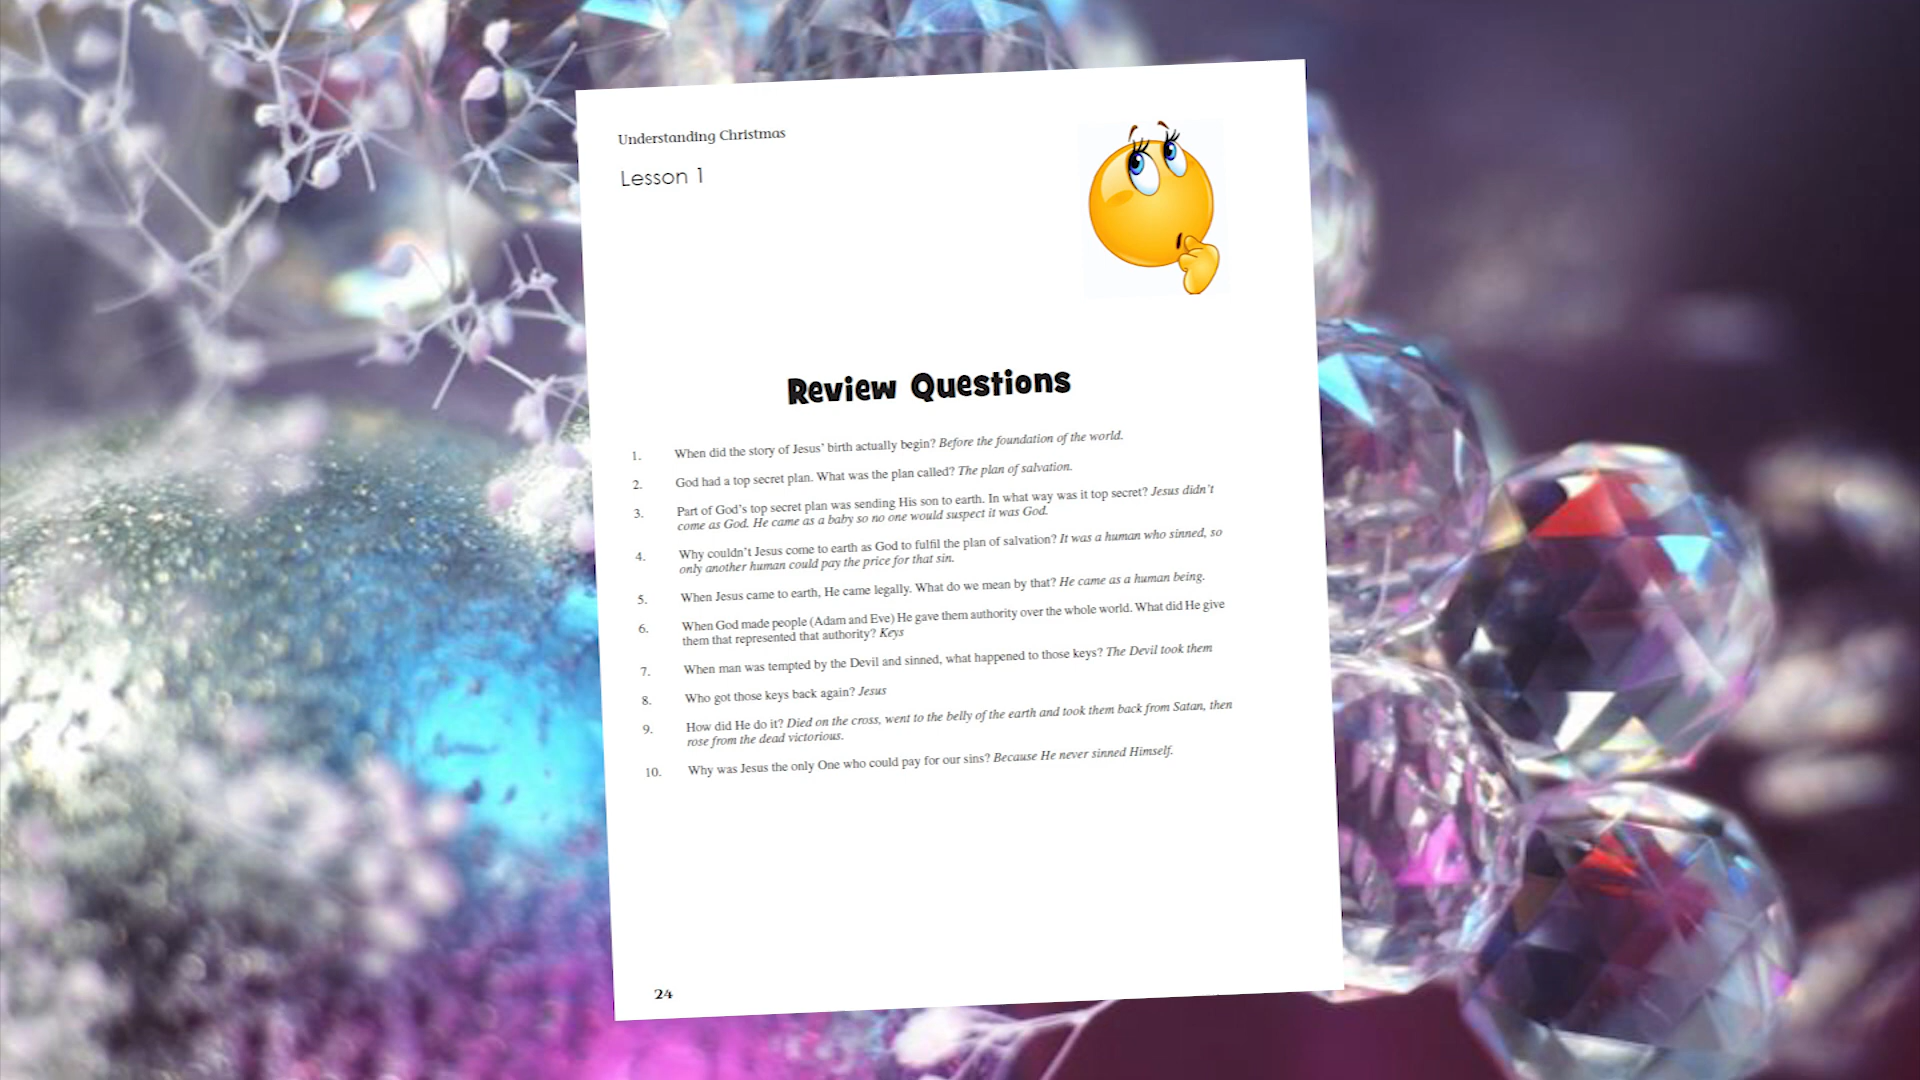 Understanding Christmas
Lesson 1
Review Questions
1. When did the story of Jesus’ birth actually begin? Before the foundation of the world.
2. God had a top secret plan. What was the plan called? The plan of salvation.
3. Part of God’s top secret plan was sending His son to earth. In what way was it top secret? Jesus didn’t
come as God. He came as a baby so no one would suspect it was God.
4. Why couldn’t Jesus come to earth as God to fulfil the plan of salvation? It was a human who sinned, so
only another human could pay the price for that sin.
5. When Jesus came to earth, He came legally. What do we mean by that? He came as a human being.
6. When God made people (Adam and Eve) He gave them authority over the whole world. What did He give
them that represented that authority? Keys
7. When man was tempted by the Devil and sinned, what happened to those keys? The Devil took them
8. Who got those keys back again? Jesus
9. How did He do it? Died on the cross, went to the belly of the earth and took them back from Satan, then
rose from the dead victorious.
10. Why was Jesus the only One who could pay for our sins? Because He never sinned Himself.
24